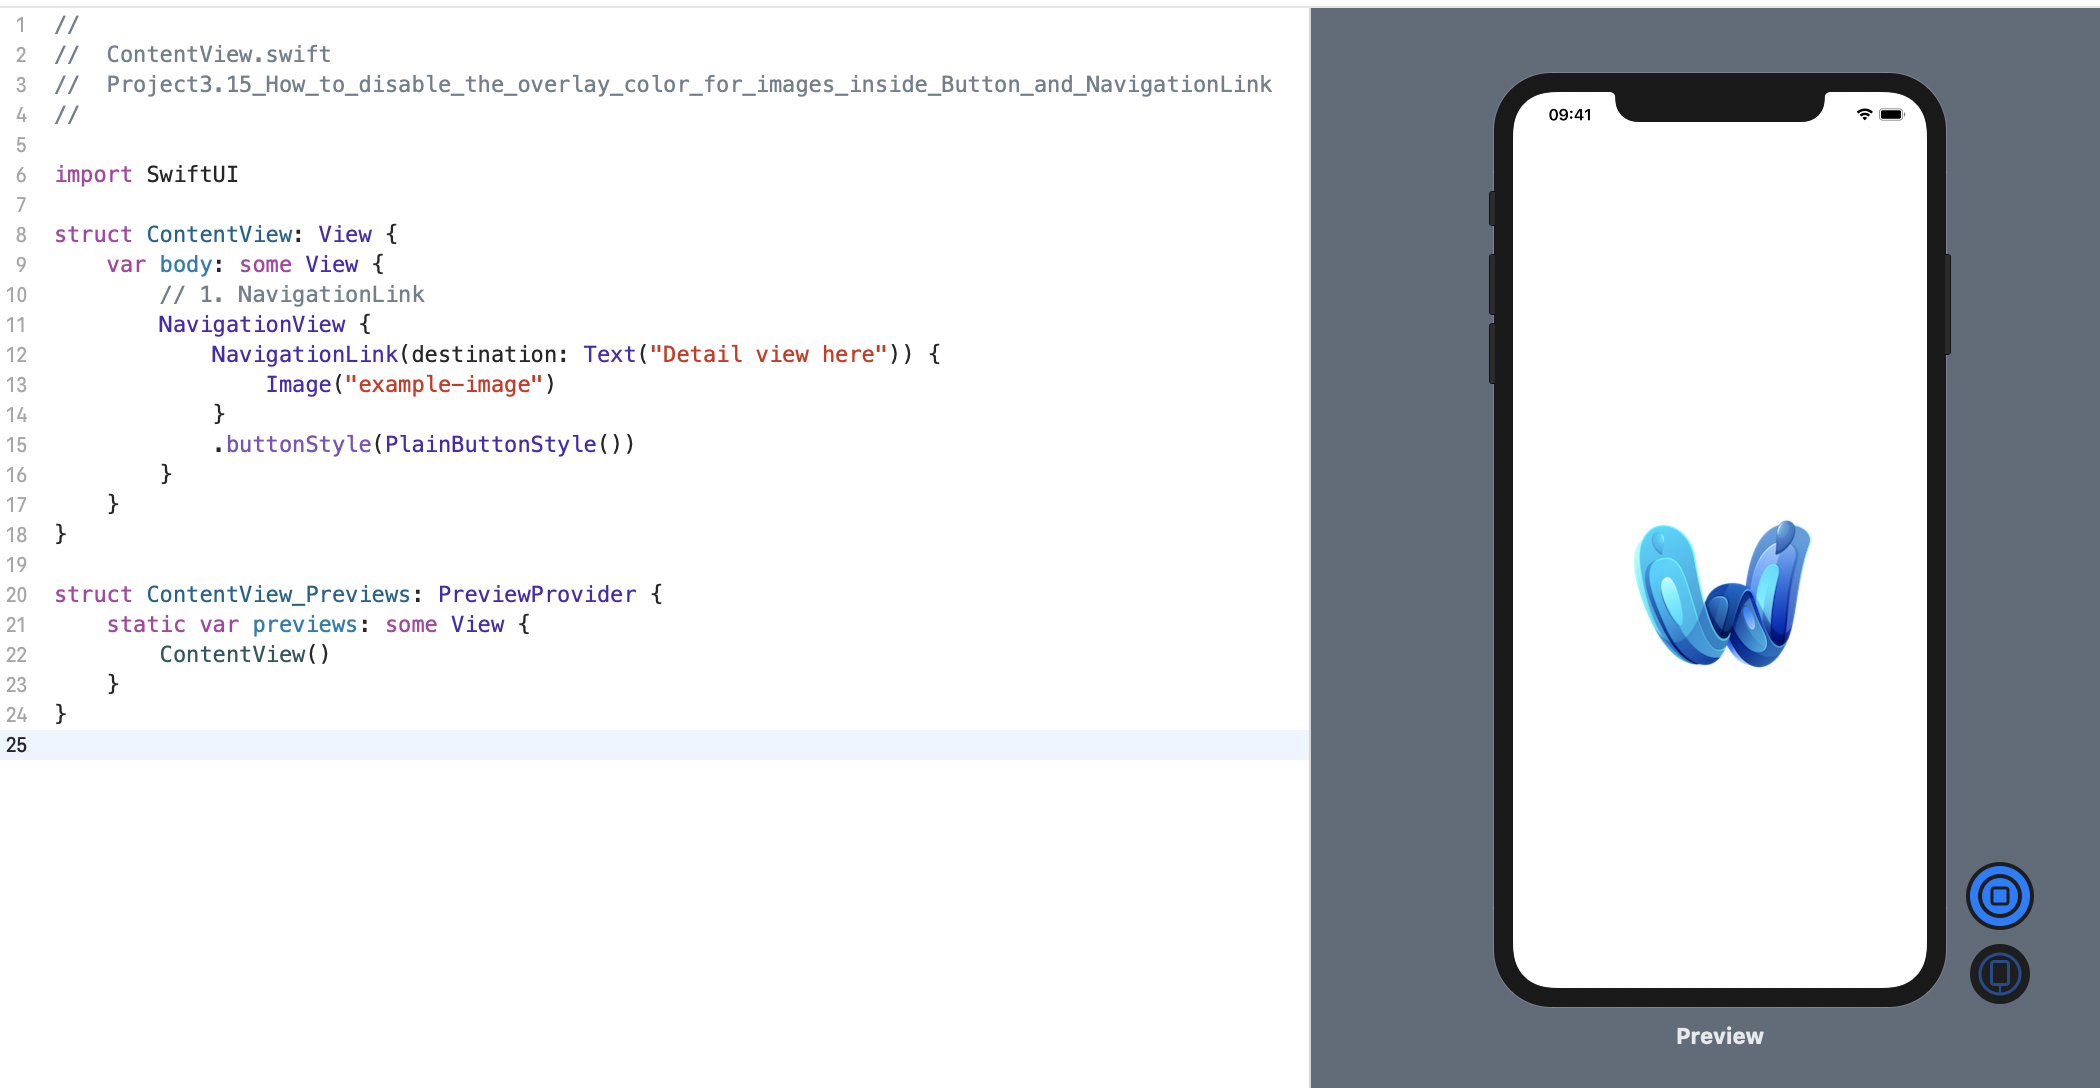 1 //
2 //  ContentView.swift
3 //  Project3.15_How_to_disable_the_overlay_color_for_images_inside_Button_and_NavigationLink
4 //
5
6 import SwiftUI
7
8 struct ContentView: View {
9     var body: some View {
10         // 1. NavigationLink
11         NavigationView {
12             NavigationLink(destination: Text("Detail view here")) {
13                 Image("example-image")
14             }
15             .buttonStyle(PlainButtonStyle())
16         }
17     }
18 }
19
20 struct ContentView_Previews: PreviewProvider {
21     static var previews: some View {
22         ContentView()
23     }
24 }
25
09:41
Preview